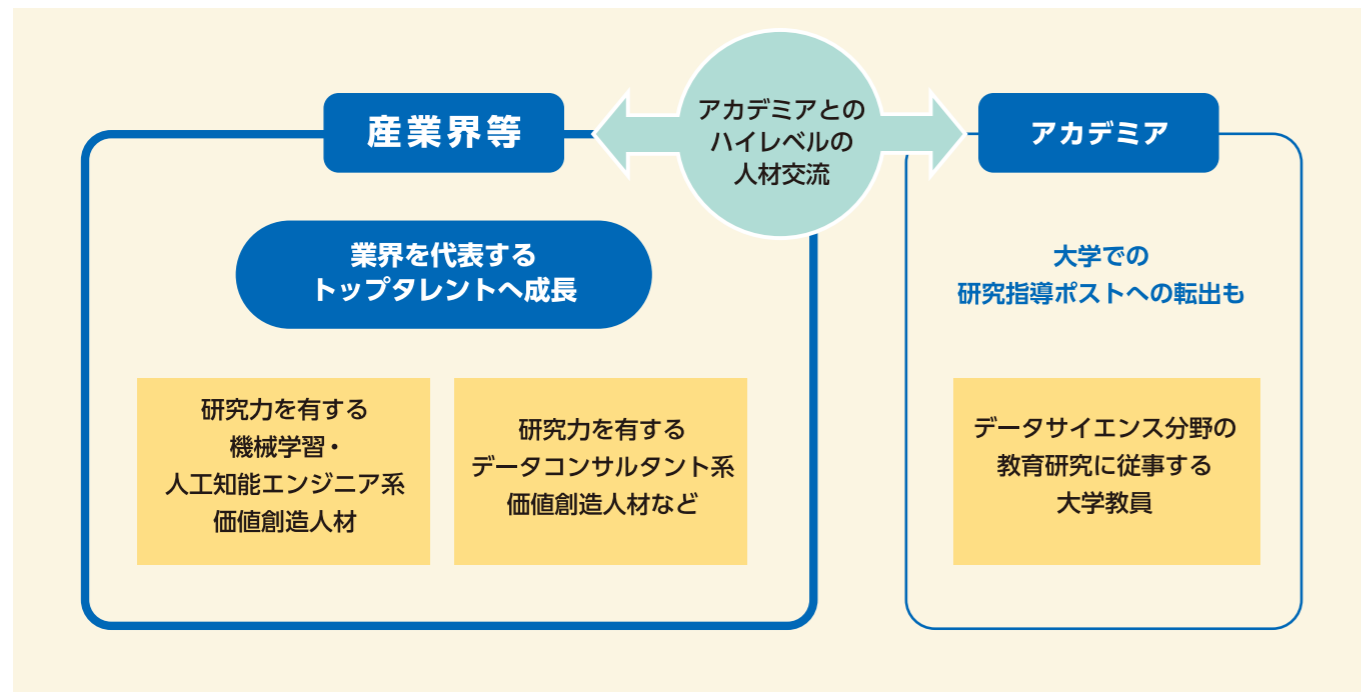 産業界等
アカデミアとの
ハイレベルの
人材交流
アカデミア
業界を代表する
トップタレントへ成長
大学での
研究指導ポストへの転出も
研究力を有する
機械学習・
人工知能エンジニア系
価値創造人材
研究力を有する
データコンサルタント系
価値創造人材など
データサイエンス分野の
教育研究に従事する
大学教員